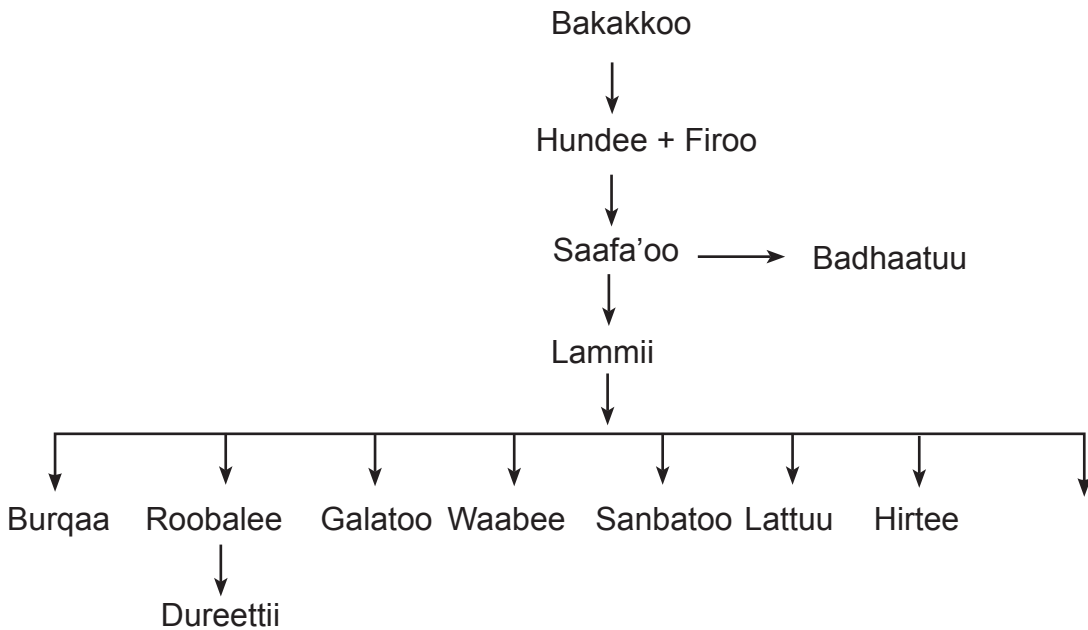 Bakakkoo
Hundee + Firoo
Saafa’oo Badhaatuu
Lammii
Burqaa Roobalee Galatoo Waabee Sanbatoo Lattuu Hirtee
Dureettii